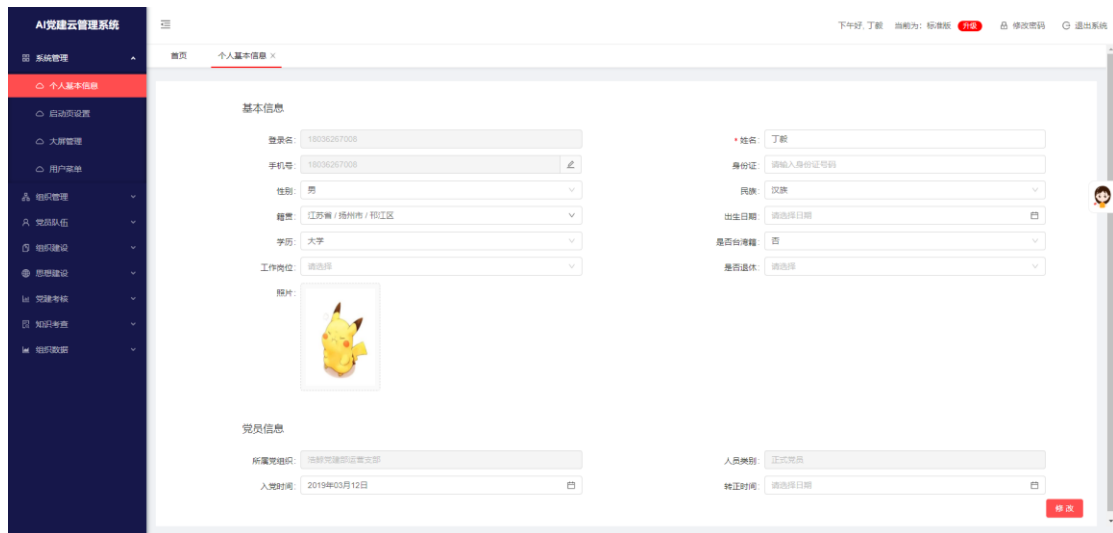 AI党建云管理系统
下午好, 丁毅 当前为: 标准版 升级 修改密码 退出系统
系统管理
首页 个人基本信息 ×
个人基本信息
启动页设置
大屏管理
用户菜单
组织管理
党员队伍
组织建设
思想建设
党建考核
知识考查
组织数据
基本信息
登录名: 18036267008
* 姓名: 丁毅
手机号: 18036267008
身份证: 请输入身份证号码
性别: 男
民族: 汉族
籍贯: 江苏省 / 扬州市 / 邗江区
出生日期: 请选择日期
学历: 大学
是否台湾籍: 否
工作岗位: 请选择
是否退休: 请选择
照片:
党员信息
所属党组织: 党建部运营支部
人员类别: 正式党员
入党时间: 2019年03月12日
转正时间: 请选择日期
修 改